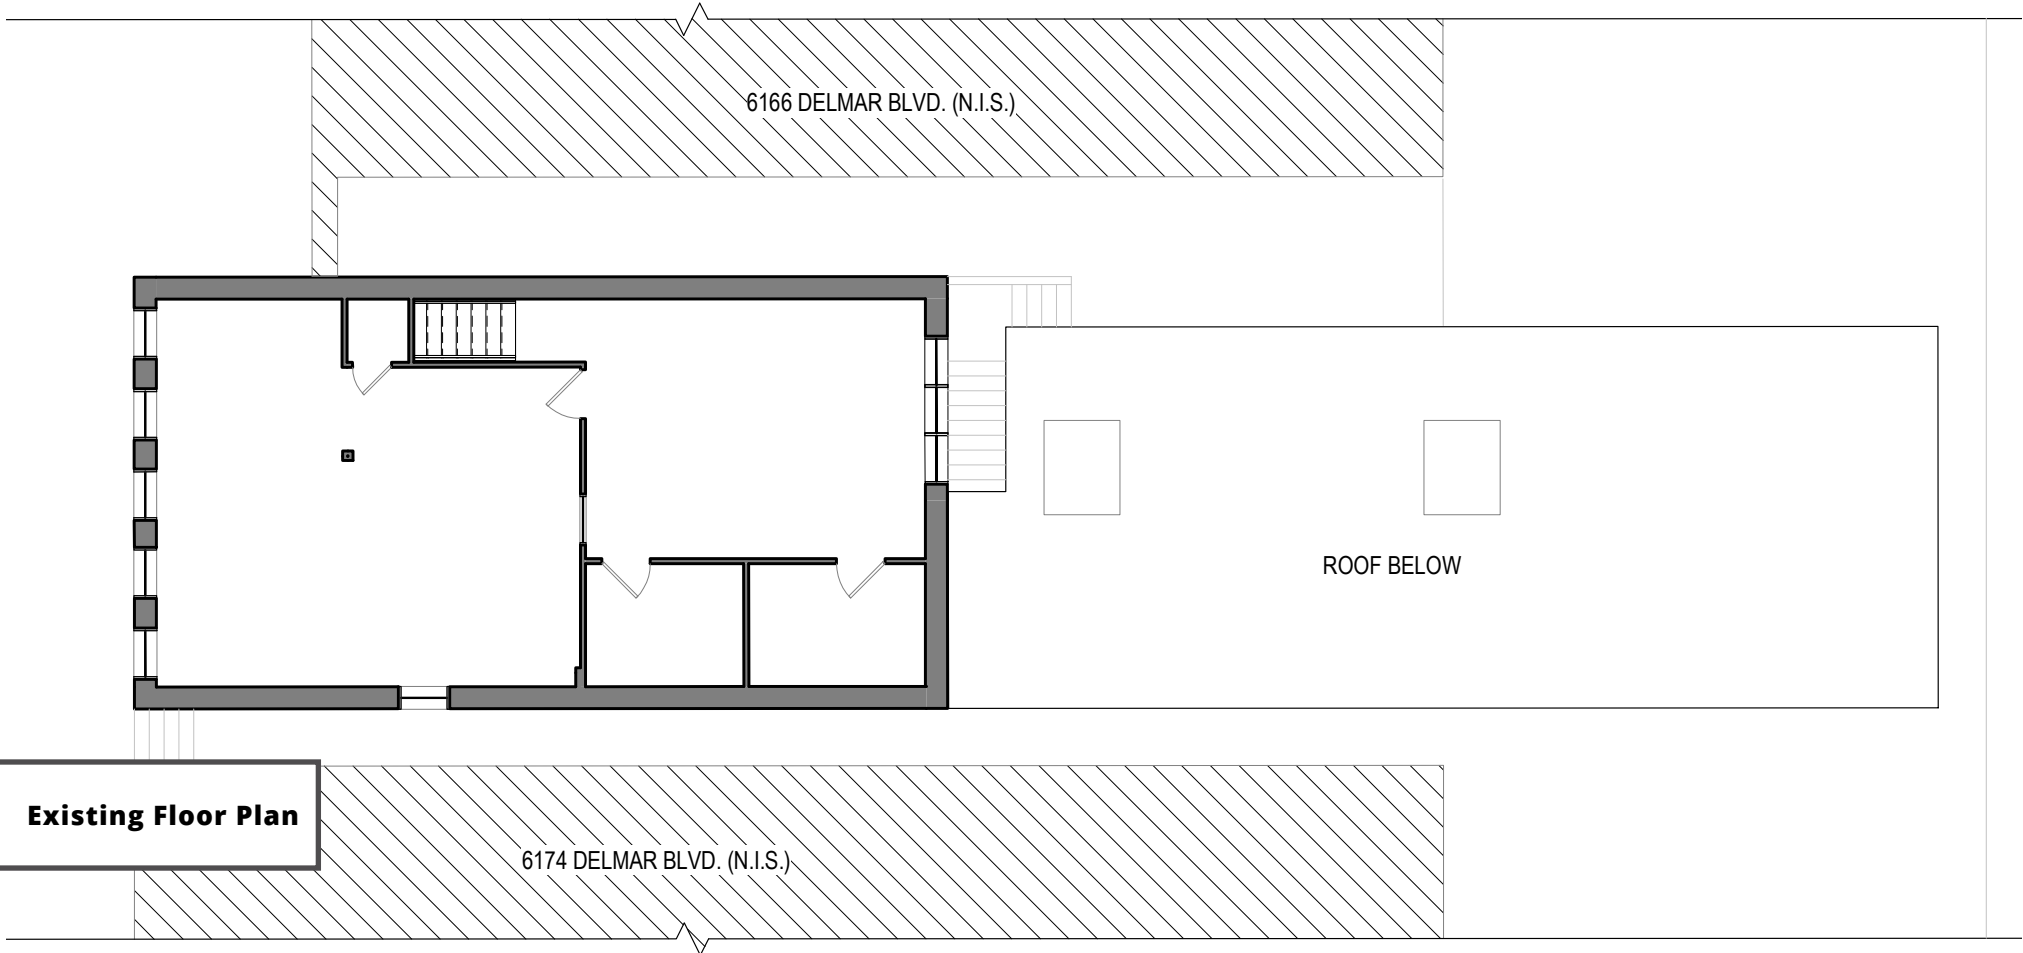 6166 DELMAR BLVD. (N.I.S.)
ROOF BELOW
Existing Floor Plan
6174 DELMAR BLVD. (N.I.S.)